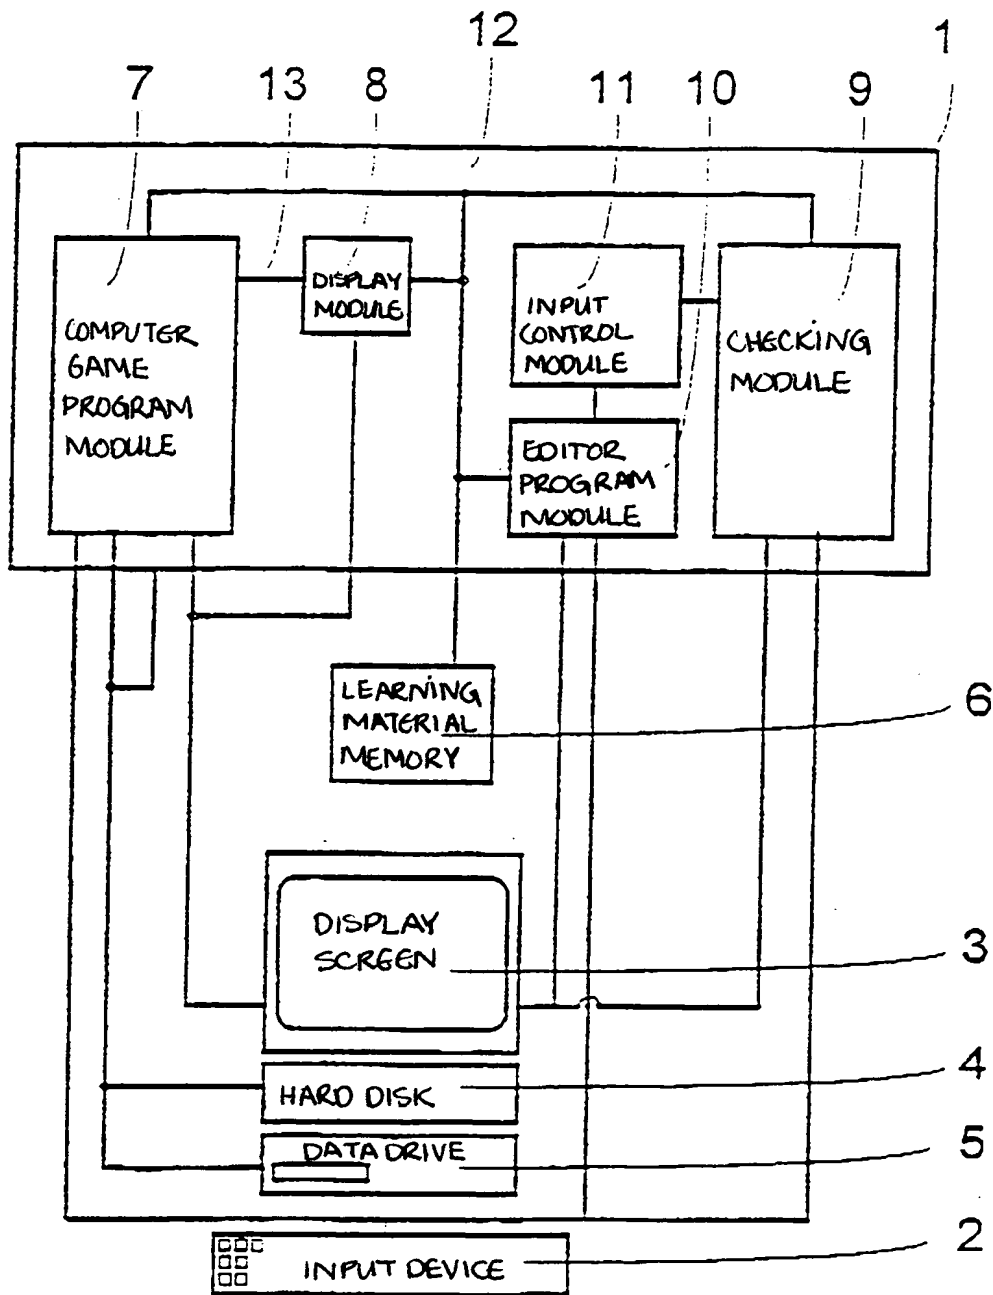 12
1
7
13
8
11
10
9
COMPUTER
GAME
PROGRAM
MODULE
DISPLAY
MODULE
INPUT
CONTROL
MODULE
CHECKING
MODULE
EDITOR
PROGRAM
MODULE
LEARNING
MATERIAL
MEMORY
6
DISPLAY
SCREEN
3
HARD DISK
4
DATA DRIVE
5
INPUT DEVICE
2